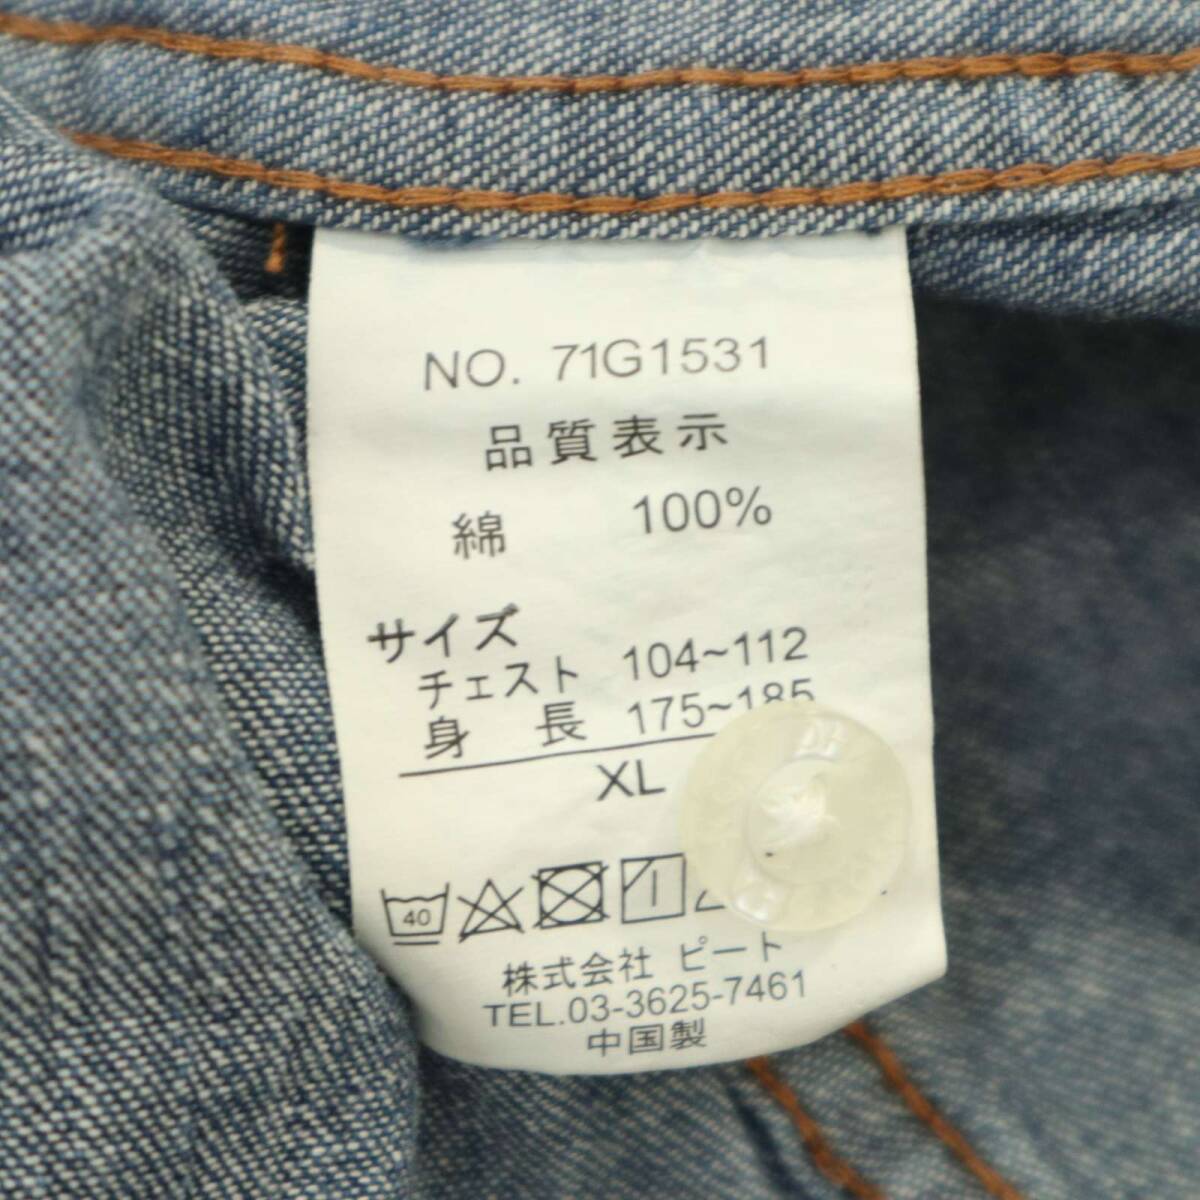 NO. 71G1531
品質表示
綿 100%
サイズ
チェスト 104~112
身長 175~185
XL
40
株式会社 ピート
TEL.03-3625-7461
中国製